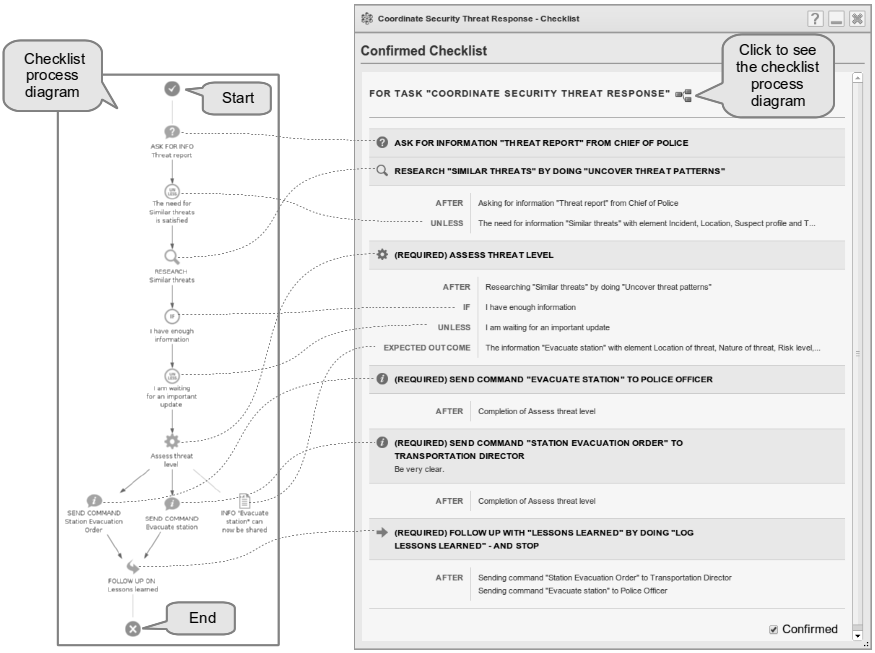 Checklist
process
diagram
Start
?
ASK FOR INFO
Threat report
UN
LESS
The need for
Similar threats
is satisfied
RESEARCH
Similar threats
IF
I have enough
information
UN
LESS
I am waiting
for an important
update
Assess threat
level
SEND COMMAND
Station Evacuation
Order
SEND COMMAND
Evacuate station
INFO "Evacuate
station" can
now be shared
FOLLOW UP ON
Lessons learned
End
Coordinate Security Threat Response - Checklist
?
Confirmed Checklist
Click to see
the checklist
process
diagram
FOR TASK "COORDINATE SECURITY THREAT RESPONSE"
? ASK FOR INFORMATION "THREAT REPORT" FROM CHIEF OF POLICE
RESEARCH "SIMILAR THREATS" BY DOING "UNCOVER THREAT PATTERNS"
AFTER Asking for information "Threat report" from Chief of Police
UNLESS The need for information "Similar threats" with element Incident, Location, Suspect profile and T...
(REQUIRED) ASSESS THREAT LEVEL
AFTER Researching "Similar threats" by doing "Uncover threat patterns"
IF I have enough information
UNLESS I am waiting for an important update
EXPECTED OUTCOME The information "Evacuate station" with element Location of threat, Nature of threat, Risk level,...
i (REQUIRED) SEND COMMAND "EVACUATE STATION" TO POLICE OFFICER
AFTER Completion of Assess threat level
i (REQUIRED) SEND COMMAND "STATION EVACUATION ORDER" TO
TRANSPORTATION DIRECTOR
Be very clear.
AFTER Completion of Assess threat level
(REQUIRED) FOLLOW UP WITH "LESSONS LEARNED" BY DOING "LOG
LESSONS LEARNED" - AND STOP
AFTER Sending command "Station Evacuation Order" to Transportation Director
Sending command "Evacuate station" to Police Officer
Confirmed